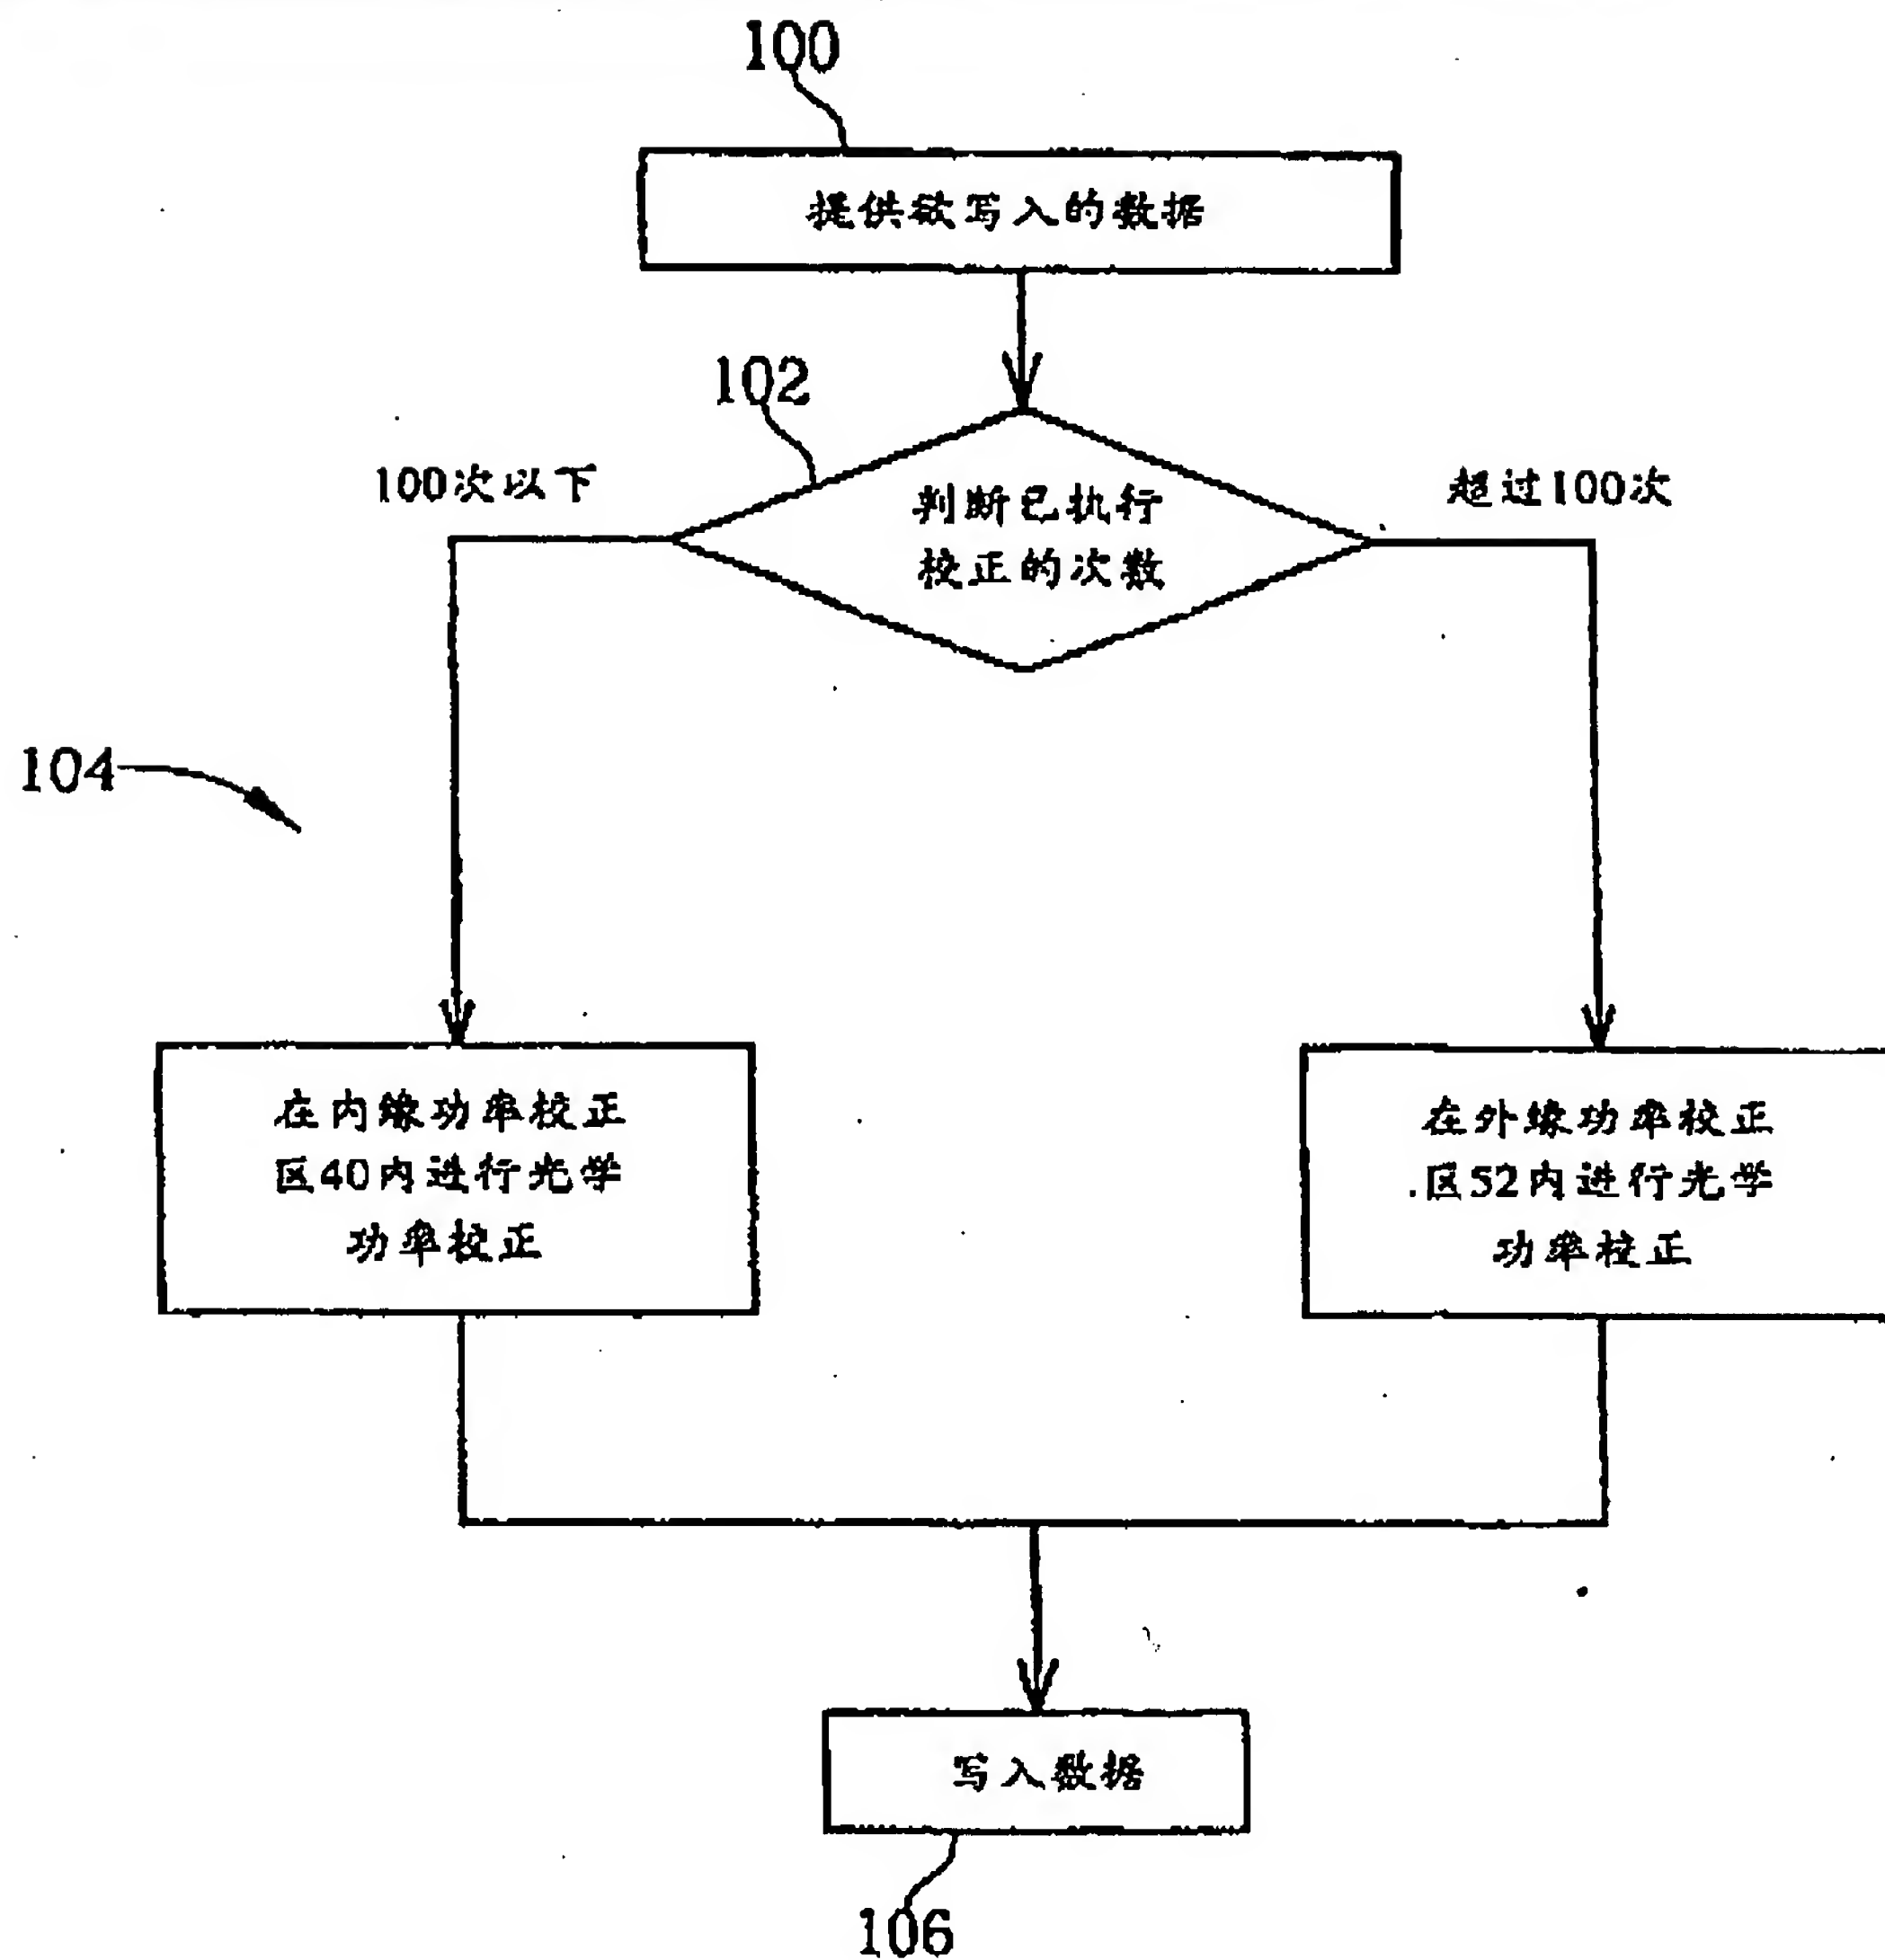 100
提供欲写入的数据
102
100次以下
超过100次
判断已执行
校正的次数
104
在内缘功率校正
区40内进行光学
功率校正
在外缘功率校正
区52内进行光学
功率校正
写入数据
106